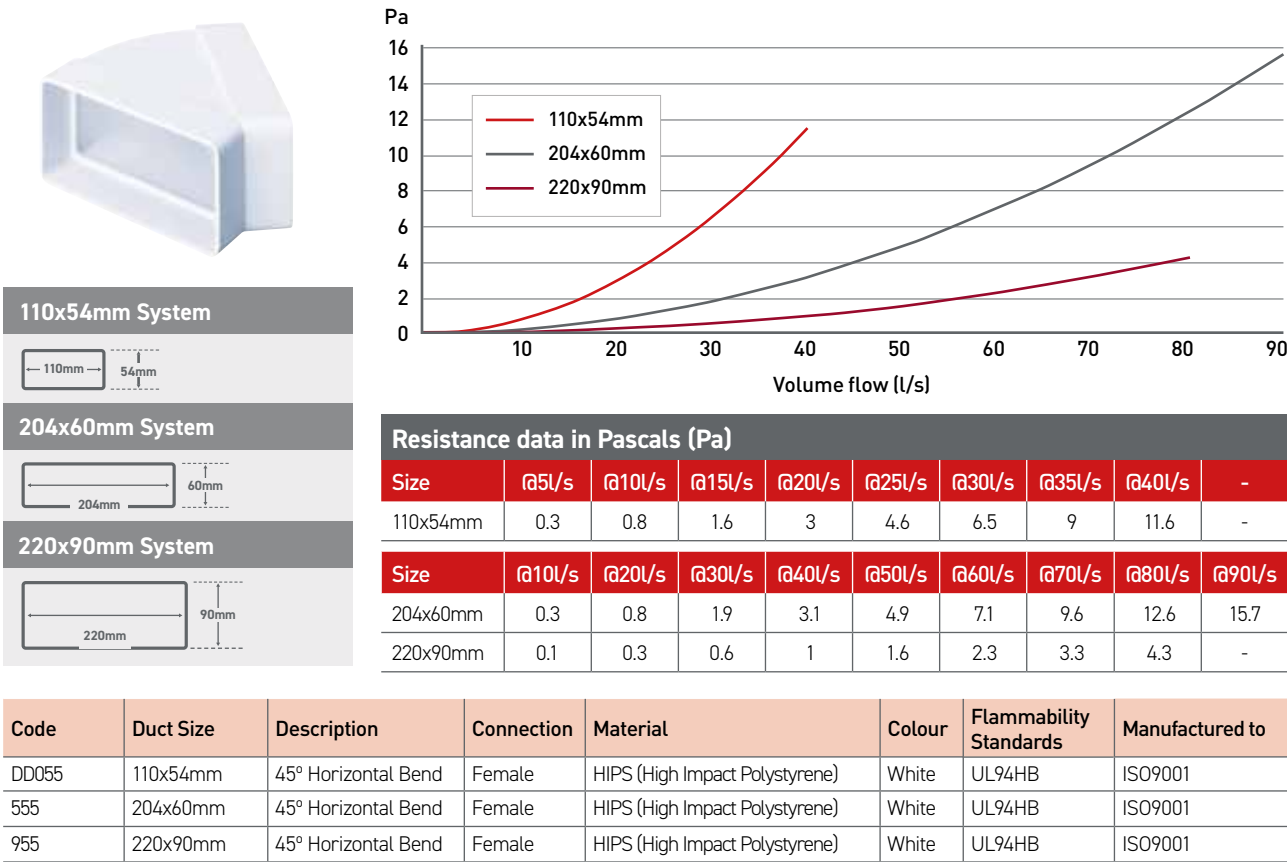 Pa
16
14
12
10
8
6
4
2
0
110x54mm
204x60mm
220x90mm
10 20 30 40 50 60 70 80 90
Volume flow (l/s)
110x54mm System
110mm
54mm
204x60mm System
60mm
204mm
220x90mm System
90mm
220mm
Resistance data in Pascals (Pa)
Size @5l/s @10l/s @15l/s @20l/s @25l/s @30l/s @35l/s @40l/s -
110x54mm 0.3 0.8 1.6 3 4.6 6.5 9 11.6 -
Size @10l/s @20l/s @30l/s @40l/s @50l/s @60l/s @70l/s @80l/s @90l/s
204x60mm 0.3 0.8 1.9 3.1 4.9 7.1 9.6 12.6 15.7
220x90mm 0.1 0.3 0.6 1 1.6 2.3 3.3 4.3 -
Code Duct Size Description Connection Material Colour Flammability Standards Manufactured to
DD055 110x54mm 45º Horizontal Bend Female HIPS (High Impact Polystyrene) White UL94HB ISO9001
555 204x60mm 45º Horizontal Bend Female HIPS (High Impact Polystyrene) White UL94HB ISO9001
955 220x90mm 45º Horizontal Bend Female HIPS (High Impact Polystyrene) White UL94HB ISO9001